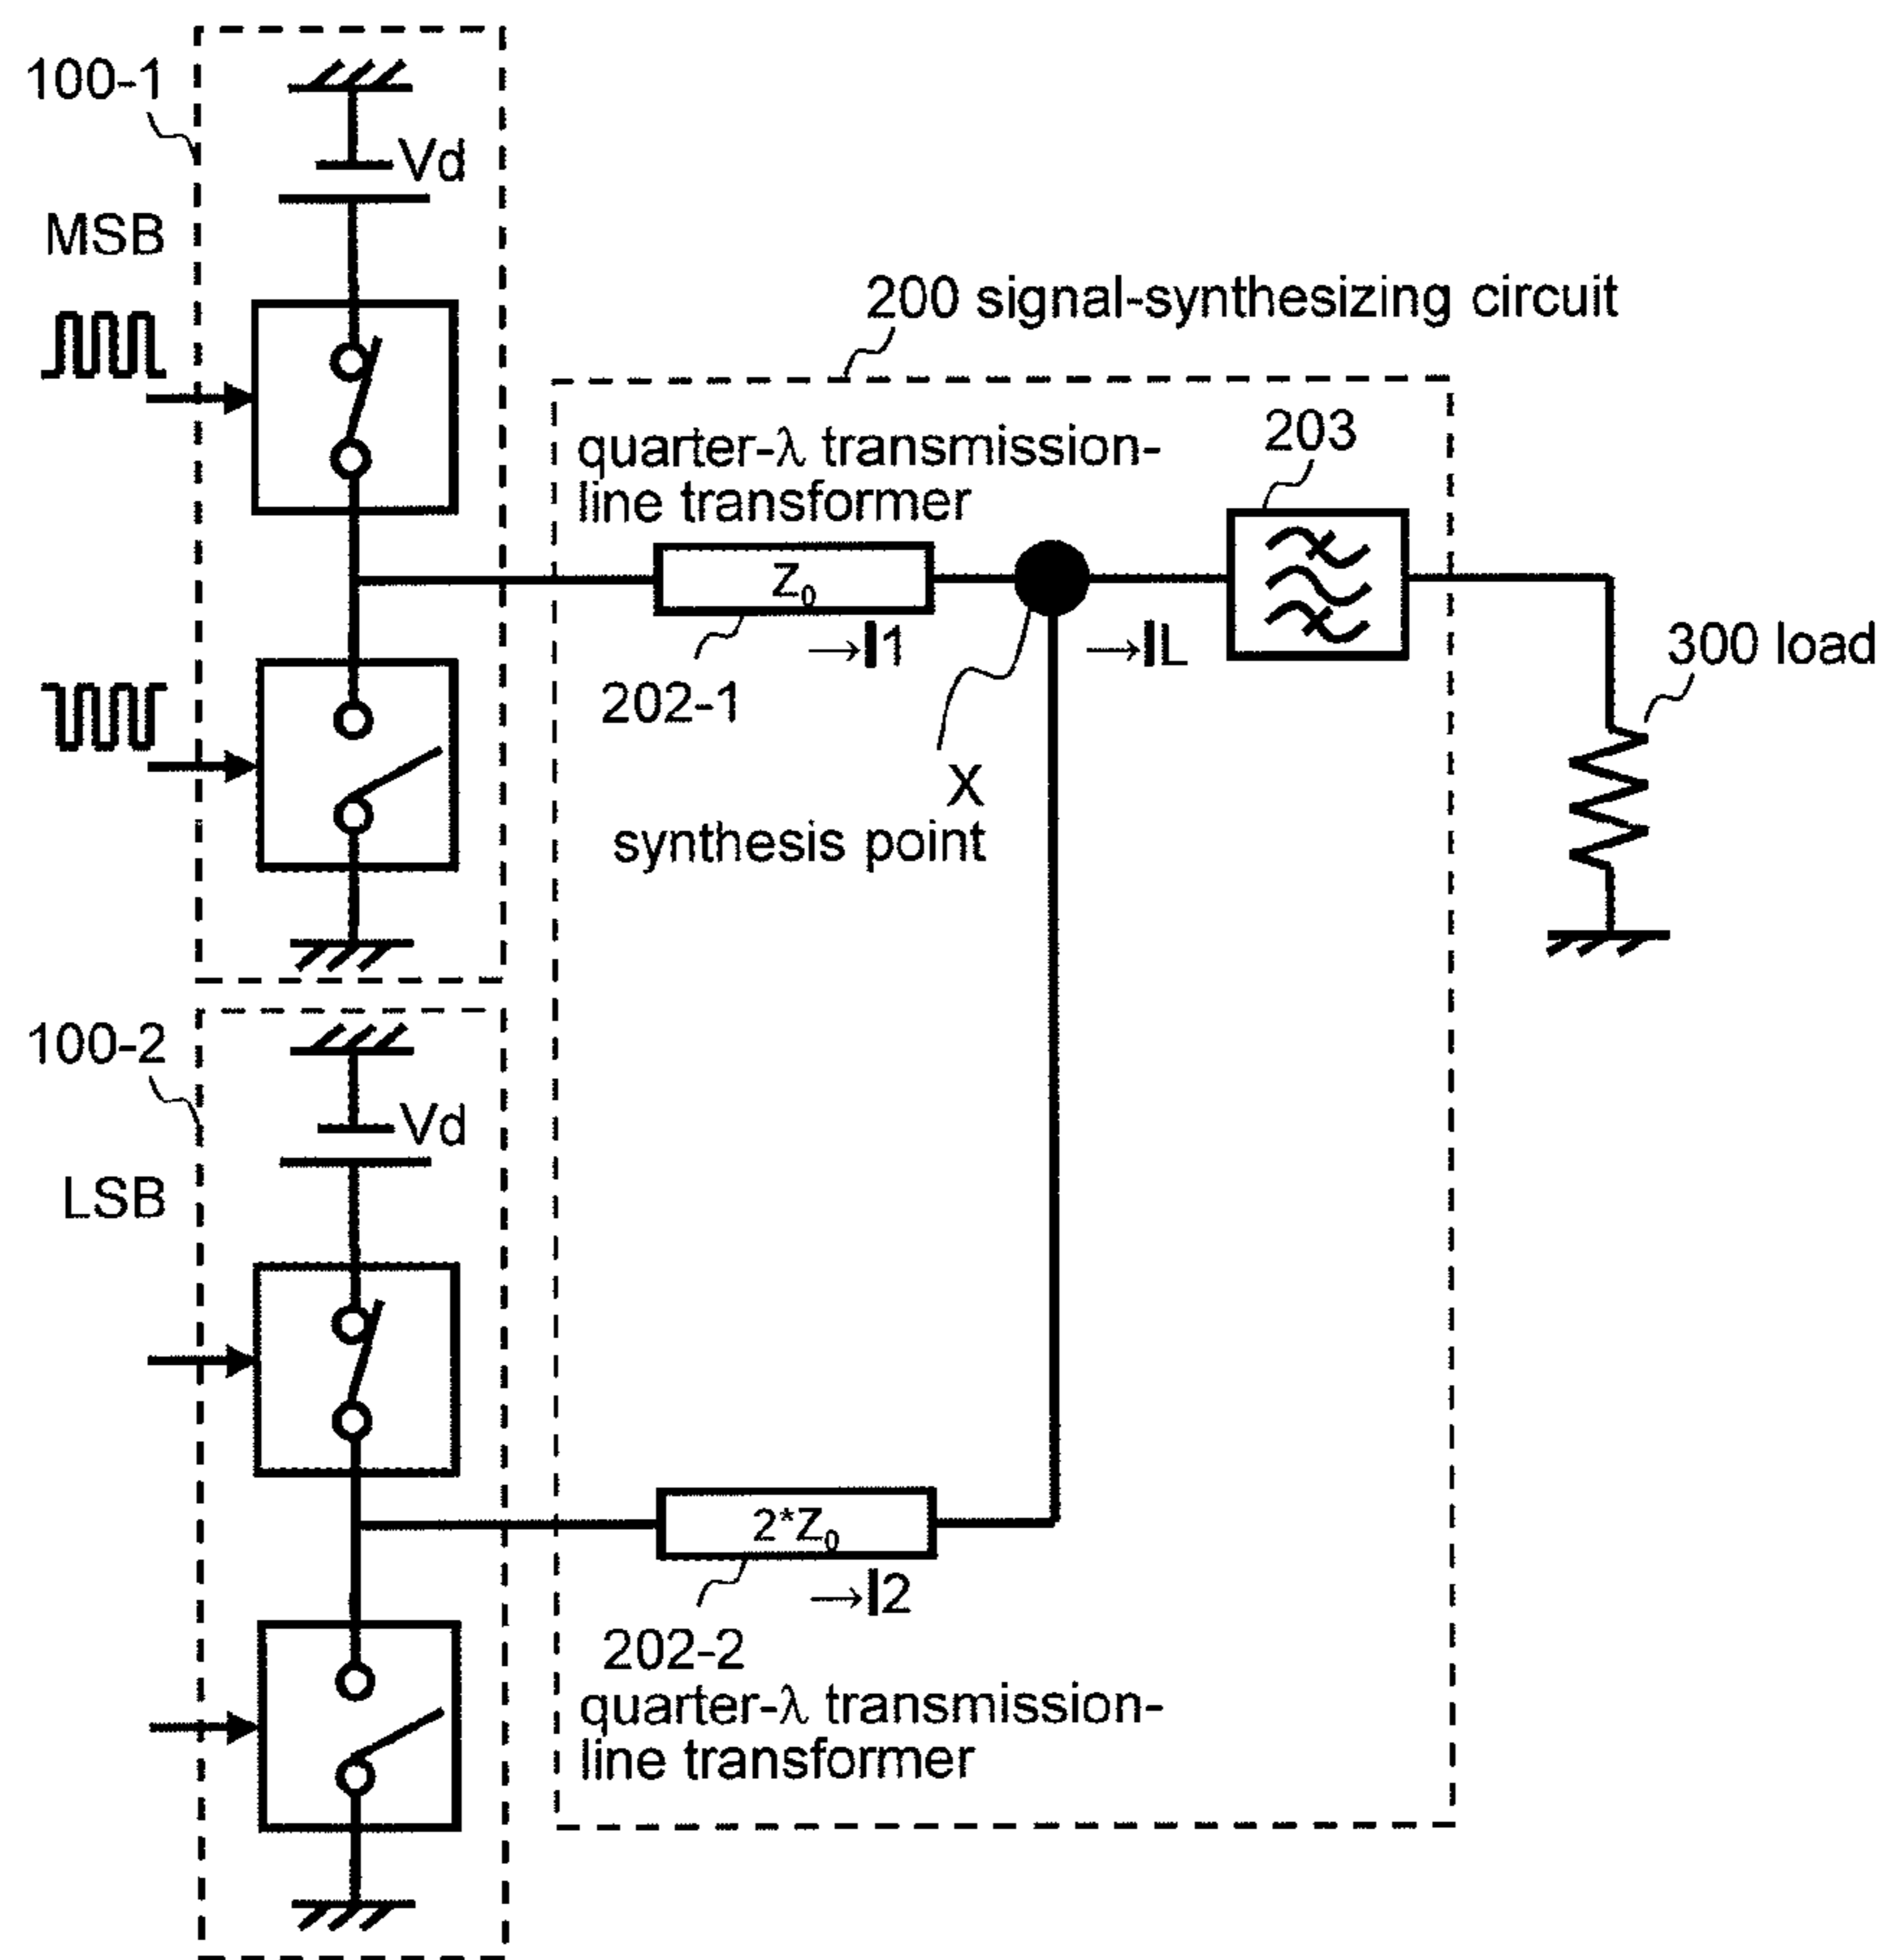 100-1
Vd
MSB
200 signal-synthesizing circuit
quarter-λ transmission-
line transformer
203
Z₀
→I1
→IL
300 load
202-1
X
synthesis point
100-2
Vd
LSB
2*Z₀
→I2
202-2
quarter-λ transmission-
line transformer